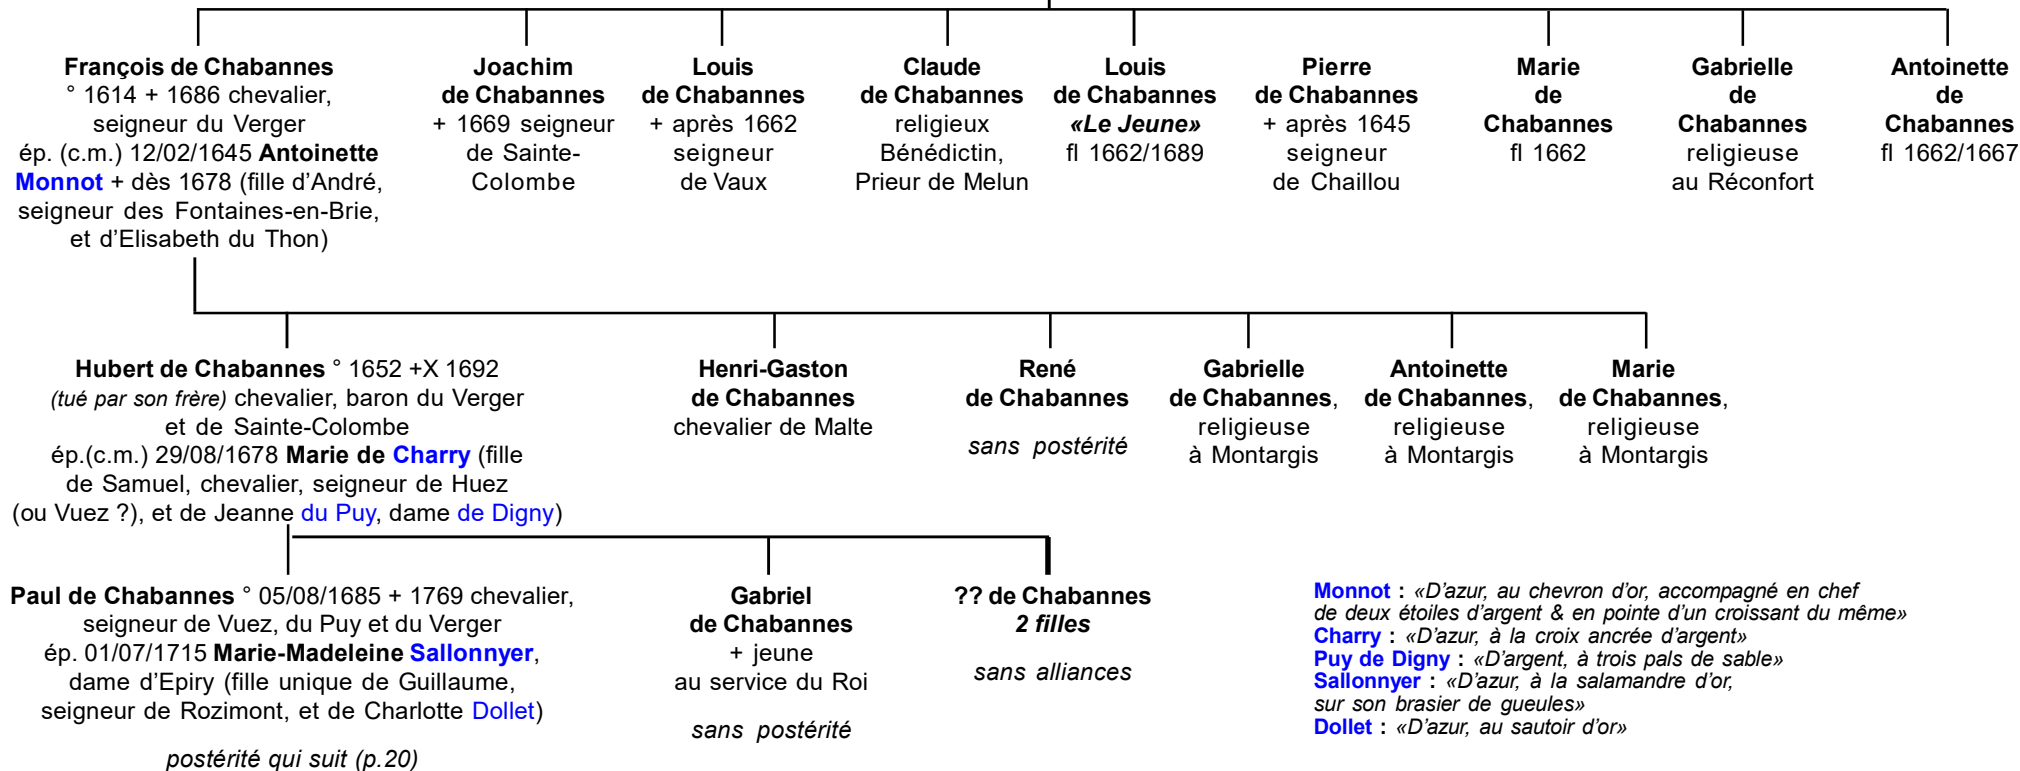 François de Chabannes
° 1614 + 1686 chevalier,
seigneur du Verger
ép. (c.m.) 12/02/1645 Antoinette
Monnot + dès 1678 (fille d'André,
seigneur des Fontaines-en-Brie,
et d'Elisabeth du Thon)
Joachim
de Chabannes
+ 1669 seigneur
de Sainte-
Colombe
Louis
de Chabannes
+ après 1662
seigneur
de Vaux
Claude
de Chabannes
religieux
Bénédictin,
Prieur de Melun
Louis
de Chabannes
«Le Jeune»
fl 1662/1689
Pierre
de Chabannes
+ après 1645
seigneur
de Chaillou
Marie
de
Chabannes
fl 1662
Gabrielle
de
Chabannes
religieuse
au Réconfort
Antoinette
de
Chabannes
fl 1662/1667
Hubert de Chabannes ° 1652 +X 1692
(tué par son frère) chevalier, baron du Verger
et de Sainte-Colombe
ép.(c.m.) 29/08/1678 Marie de Charry (fille
de Samuel, chevalier, seigneur de Huez
(ou Vuez ?), et de Jeanne du Puy, dame de Digny)
Henri-Gaston
de Chabannes
chevalier de Malte
René
de Chabannes
sans postérité
Gabrielle
de Chabannes,
religieuse
à Montargis
Antoinette
de Chabannes,
religieuse
à Montargis
Marie
de Chabannes,
religieuse
à Montargis
Paul de Chabannes ° 05/08/1685 + 1769 chevalier,
seigneur de Vuez, du Puy et du Verger
ép. 01/07/1715 Marie-Madeleine Sallonnyer,
dame d'Epiry (fille unique de Guillaume,
seigneur de Rozimont, et de Charlotte Dollet)
postérité qui suit (p.20)
Gabriel
de Chabannes
+ jeune
au service du Roi
sans postérité
?? de Chabannes
2 filles
sans alliances
Monnot : «D'azur, au chevron d'or, accompagné en chef
de deux étoiles d'argent & en pointe d'un croissant du même»
Charry : «D'azur, à la croix ancrée d'argent»
Puy de Digny : «D'argent, à trois pals de sable»
Sallonnyer : «D'azur, à la salamandre d'or,
sur son brasier de gueules»
Dollet : «D'azur, au sautoir d'or»